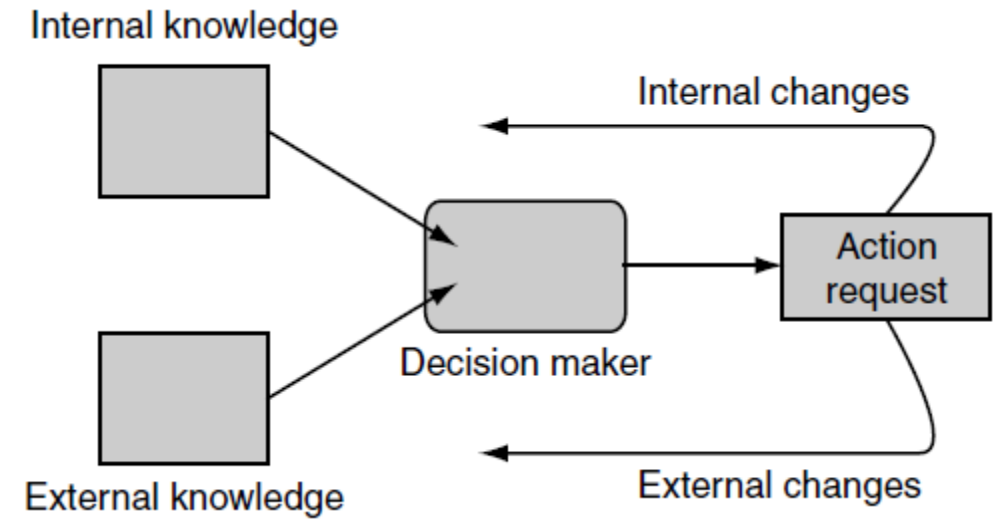 Internal knowledge
Internal changes
Action
request
Decision maker
External knowledge
External changes